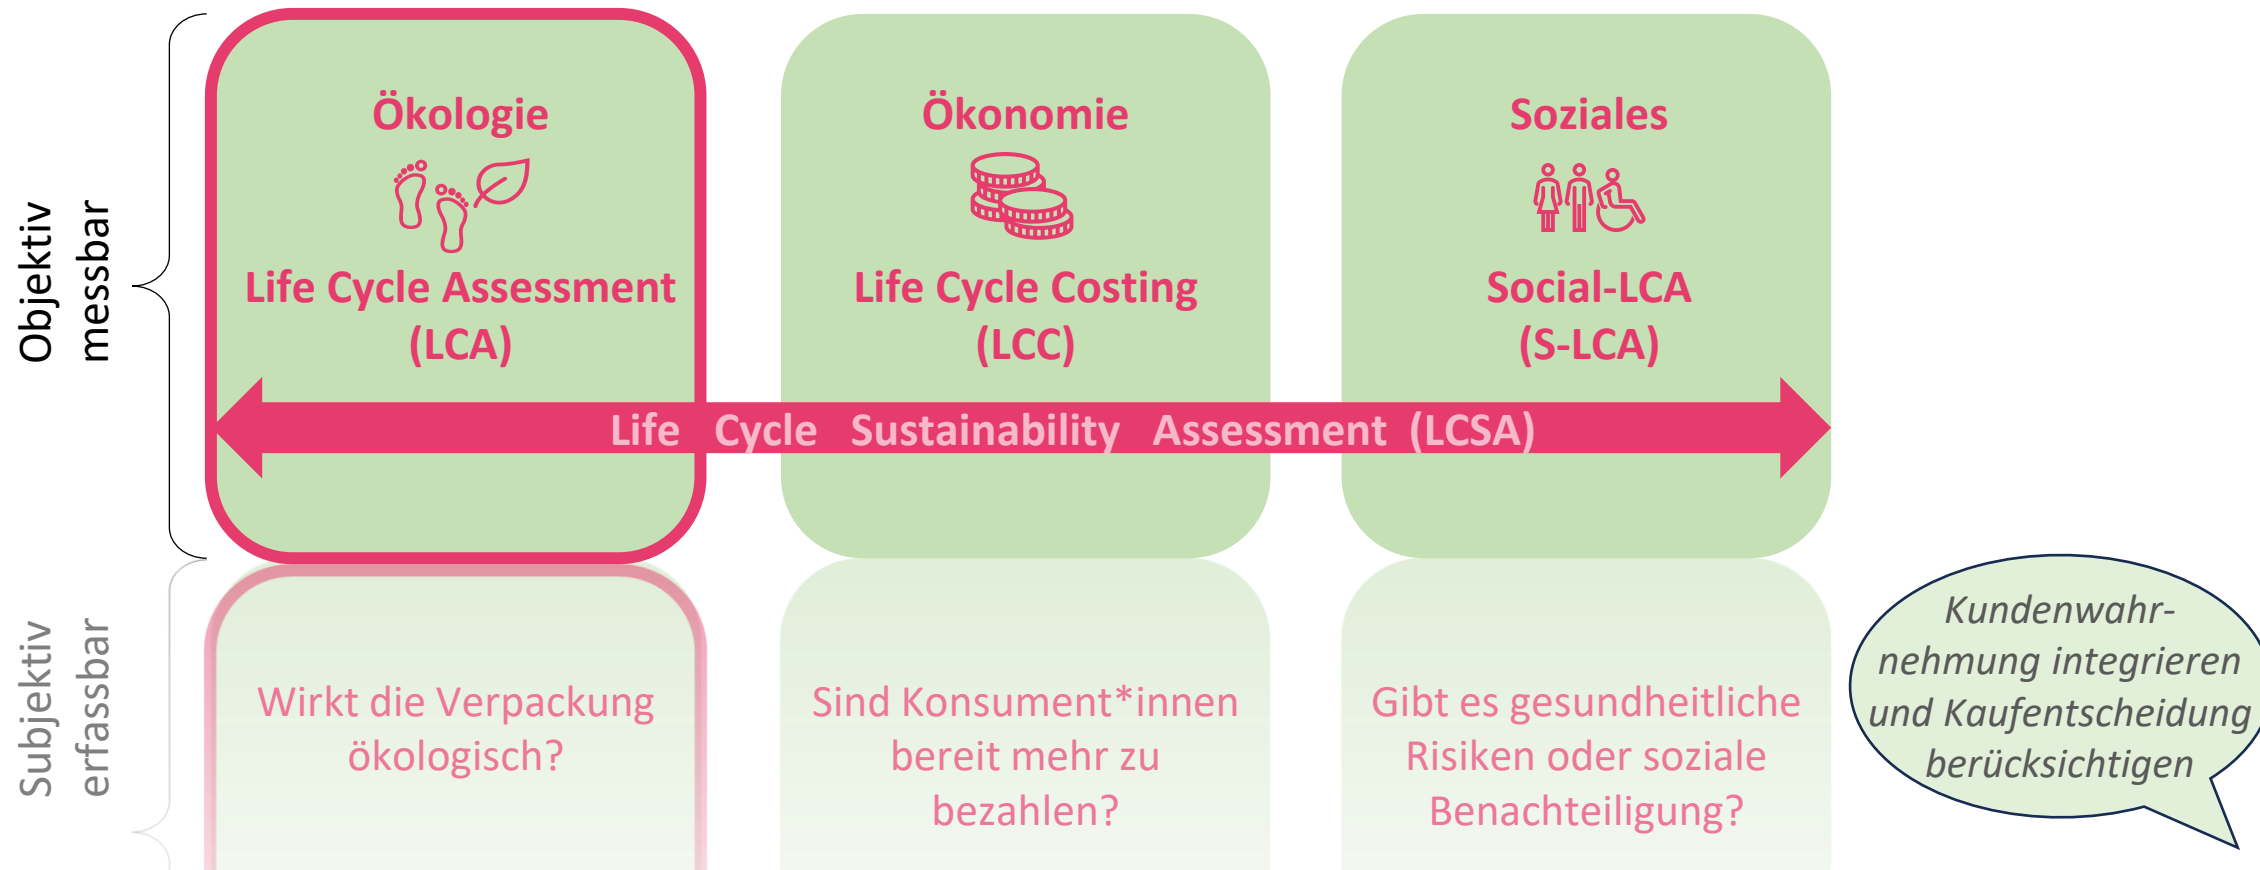 Objektiv
messbar
Ökologie
Life Cycle Assessment
(LCA)
Ökonomie
Life Cycle Costing
(LCC)
Soziales
Social-LCA
(S-LCA)
Life Cycle Sustainability Assessment (LCSA)
Subjektiv
erfassbar
Wirkt die Verpackung
ökologisch?
Sind Konsument*innen
bereit mehr zu
bezahlen?
Gibt es gesundheitliche
Risiken oder soziale
Benachteiligung?
Kundenwahr-
nehmung integrieren
und Kaufentscheidung
berücksichtigen